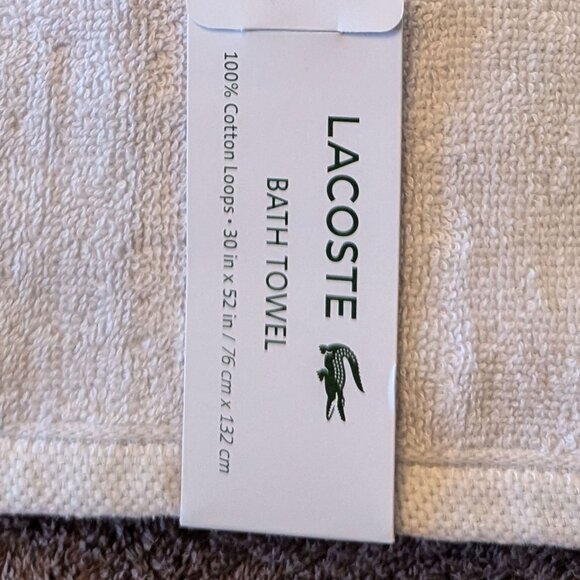 LACOSTE
BATH TOWEL
100% Cotton Loops • 30 in x 52 in / 76 cm x 132 cm